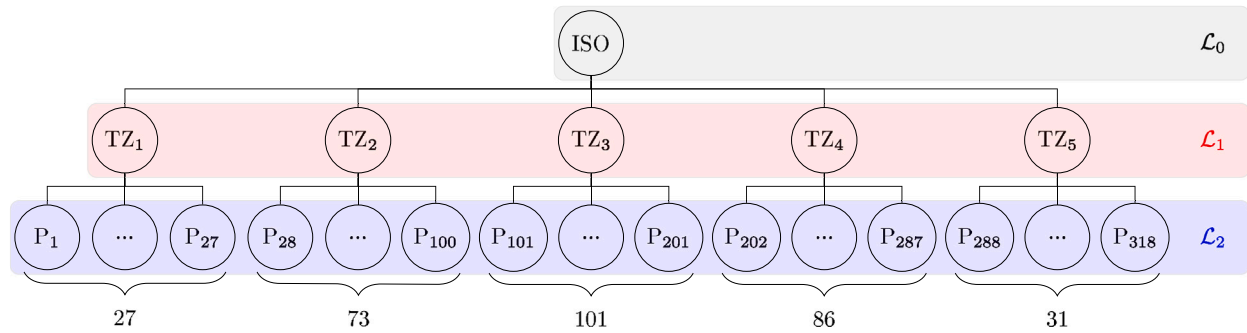 ISO 𝓛₀
TZ₁ TZ₂ TZ₃ TZ₄ TZ₅ 𝓛₁
P₁ ... P₂₇ P₂₈ ... P₁₀₀ P₁₀₁ ... P₂₀₁ P₂₀₂ ... P₂₈₇ P₂₈₈ ... P₃₁₈ 𝓛₂
27 73 101 86 31